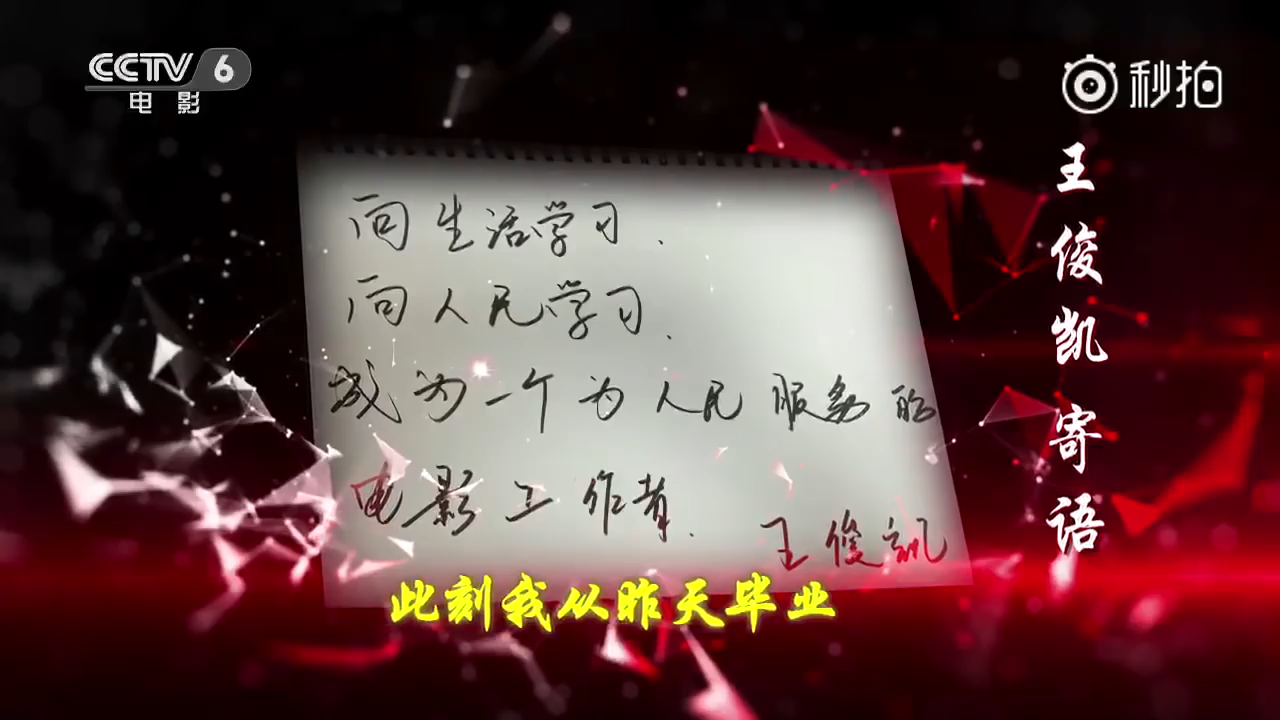 CCTV 6
电影
秒拍
王俊凯寄语
向生活学习.
向人民学习.
成为一个为人民服务的
电影工作者.
王俊凯
此刻我从昨天毕业